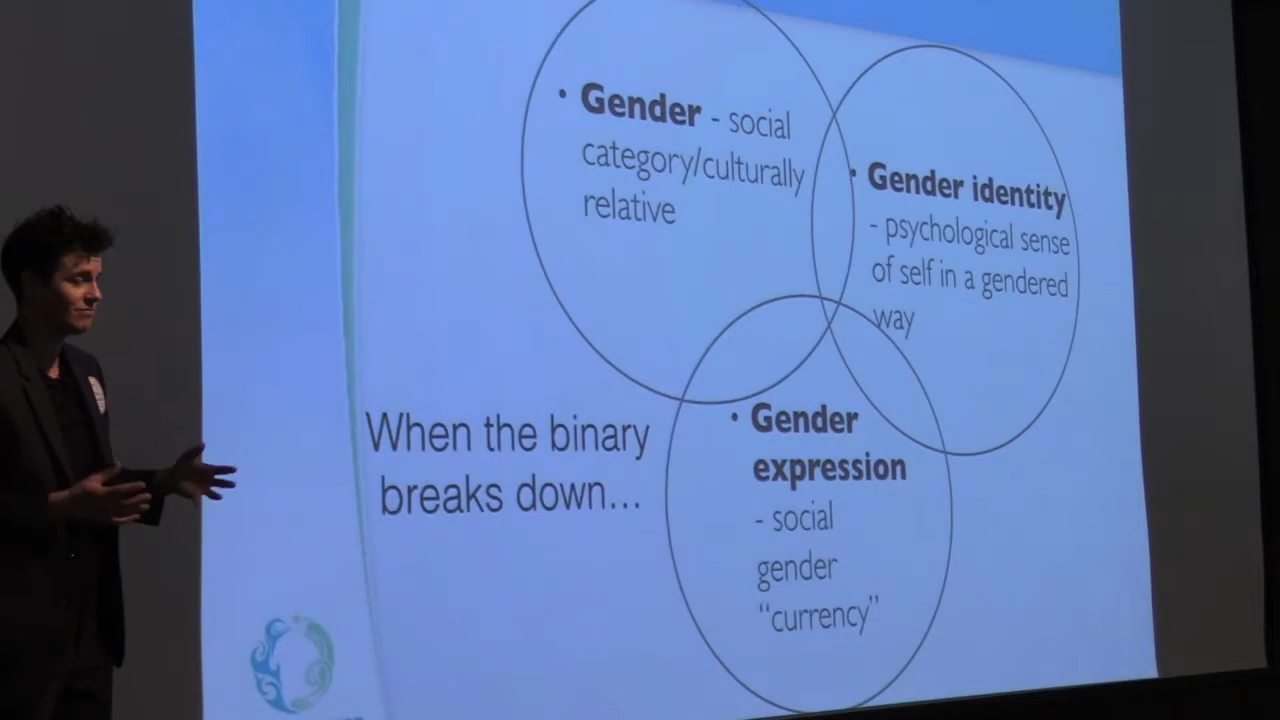 • Gender - social
category/culturally
relative
• Gender identity
- psychological sense
of self in a gendered
way
When the binary
breaks down...
• Gender
expression
- social
gender
“currency”